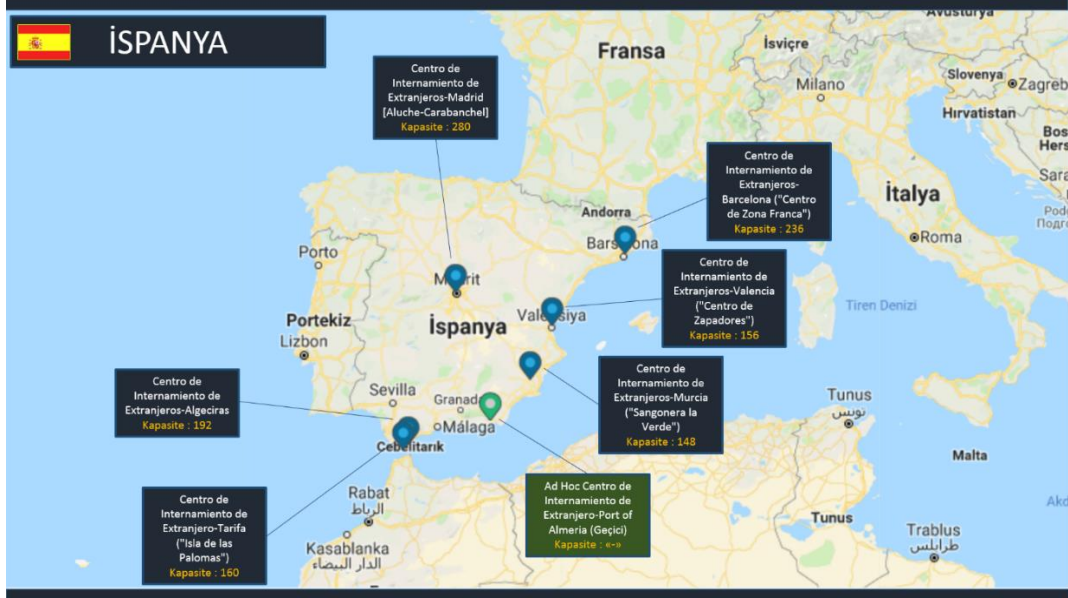 İSPANYA
Centro de
Internamiento de
Extranjeros-Madrid
[Aluche-Carabanchel]
Kapasite : 280
Centro de
Internamiento de
Extranjeros-
Barcelona ("Centro
de Zona Franca")
Kapasite : 236
Centro de
Internamiento de
Extranjeros-Valencia
("Centro de
Zapadores")
Kapasite : 156
Centro de
Internamiento de
Extranjeros-Murcia
("Sangonera la
Verde")
Kapasite : 148
Ad Hoc Centro de
Internamiento de
Extranjero-Port of
Almeria (Geçici)
Kapasite : «-»
Centro de
Internamiento de
Extranjeros-Algeciras
Kapasite : 192
Centro de
Internamiento de
Extranjero-Tarifa
("Isla de las
Palomas")
Kapasite : 160
Avusturya
İsviçre
Fransa
Slovenya
Zagreb
Milano
Hırvatistan
İtalya
Roma
Andorra
Porto
Portekiz
Lizbon
İspanya
Tiren Denizi
Sevilla
Málaga
Cebelitarık
Rabat
الرباط
Kasablanka
الدار البيضاء
Tunus
تونس
Malta
Tunus
Trablus
طرابلس